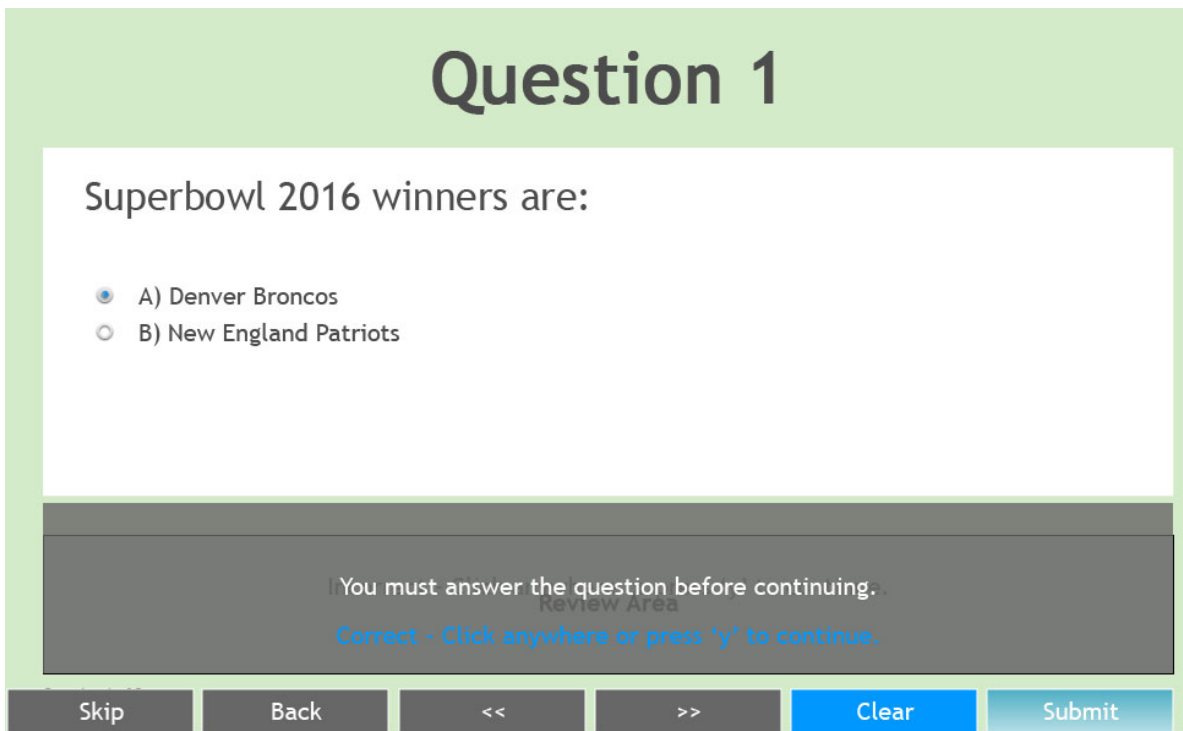 Question 1
Superbowl 2016 winners are:
A) Denver Broncos
B) New England Patriots
You must answer the question before continuing.
Review Area
Correct - Click anywhere or press 'y' to continue.
Skip
Back
<<
>>
Clear
Submit